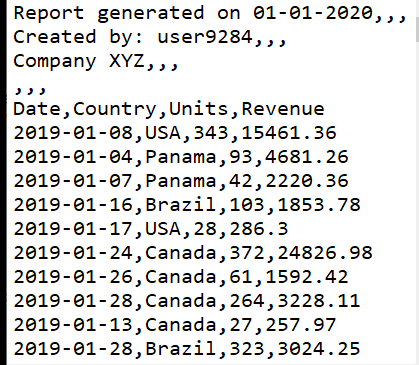 Report generated on 01-01-2020,,,
Created by: user9284,,,
Company XYZ,,,
,,,
Date,Country,Units,Revenue
2019-01-08,USA,343,15461.36
2019-01-04,Panama,93,4681.26
2019-01-07,Panama,42,2220.36
2019-01-16,Brazil,103,1853.78
2019-01-17,USA,28,286.3
2019-01-24,Canada,372,24826.98
2019-01-26,Canada,61,1592.42
2019-01-28,Canada,264,3228.11
2019-01-13,Canada,27,257.97
2019-01-28,Brazil,323,3024.25